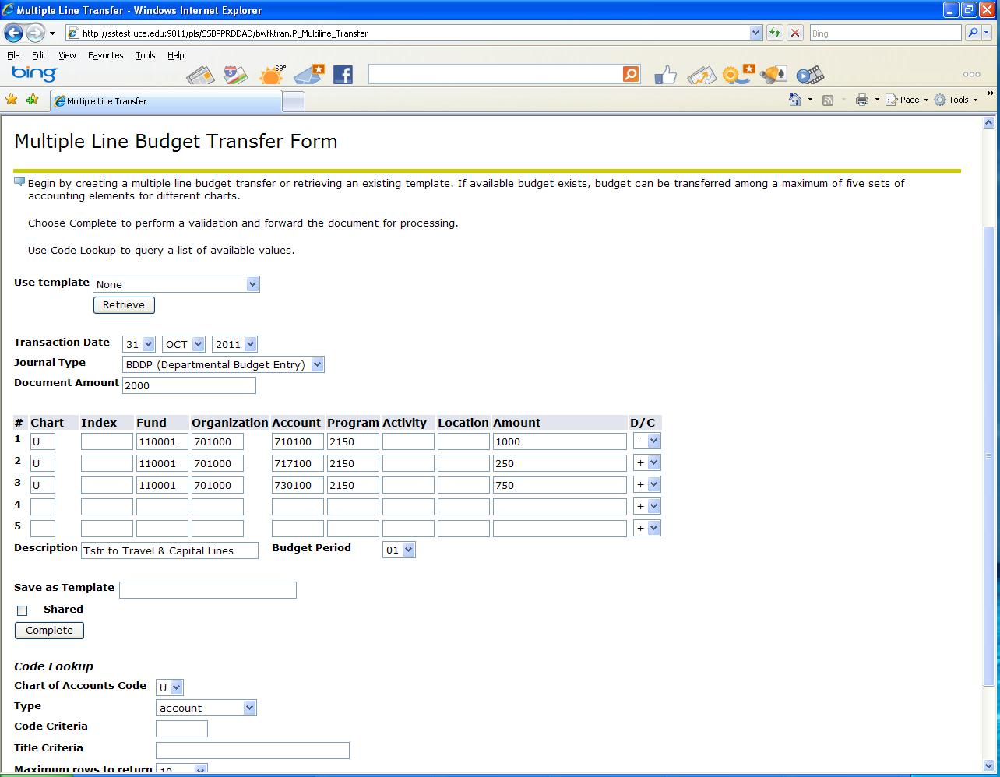 Multiple Line Transfer - Windows Internet Explorer
http://sstest.uca.edu:9011/pls/SSBPPRDDAD/bwfktran.P_Multiline_Transfer
Bing
File Edit View Favorites Tools Help
bing 69°
Multiple Line Transfer
Page Tools
Multiple Line Budget Transfer Form
Begin by creating a multiple line budget transfer or retrieving an existing template. If available budget exists, budget can be transferred among a maximum of five sets of
accounting elements for different charts.
Choose Complete to perform a validation and forward the document for processing.
Use Code Lookup to query a list of available values.
Use template None
Retrieve
Transaction Date 31 OCT 2011
Journal Type BDDP (Departmental Budget Entry)
Document Amount 2000
# Chart Index Fund Organization Account Program Activity Location Amount D/C
1 U 110001 701000 710100 2150 1000 -
2 U 110001 701000 717100 2150 250 +
3 U 110001 701000 730100 2150 750 +
4 +
5 +
Description Tsfr to Travel & Capital Lines Budget Period 01
Save as Template
Shared
Complete
Code Lookup
Chart of Accounts Code U
Type account
Code Criteria
Title Criteria
Maximum rows to return 10